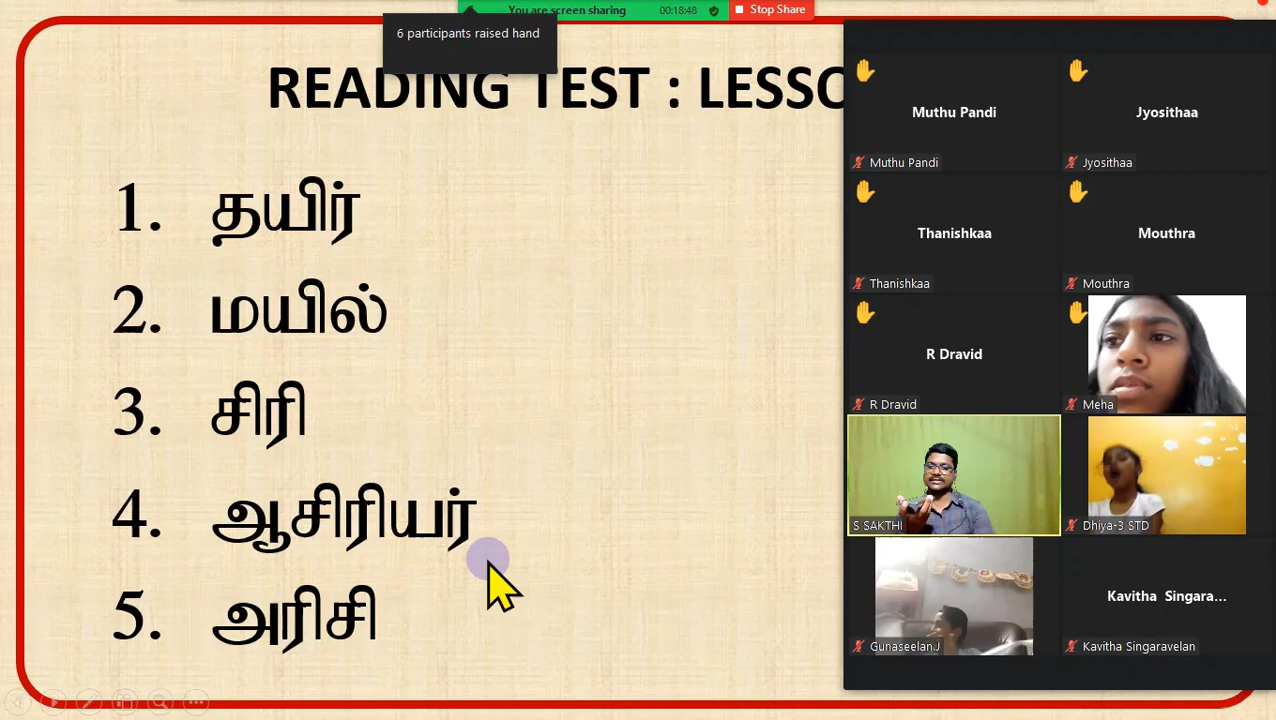 You are screen sharing 00:18:48 Stop Share
6 participants raised hand
READING TEST : LESSO
1. தயிர்
2. மயில்
3. சிரி
4. ஆசிரியர்
5. அரிசி
Muthu Pandi
Muthu Pandi
Jyosithaa
Jyosithaa
Thanishkaa
Thanishkaa
Mouthra
Mouthra
R Dravid
R Dravid
Meha
S SAKTHI
Dhiya-3 STD
Gunaseelan.J
Kavitha Singara...
Kavitha Singaravelan